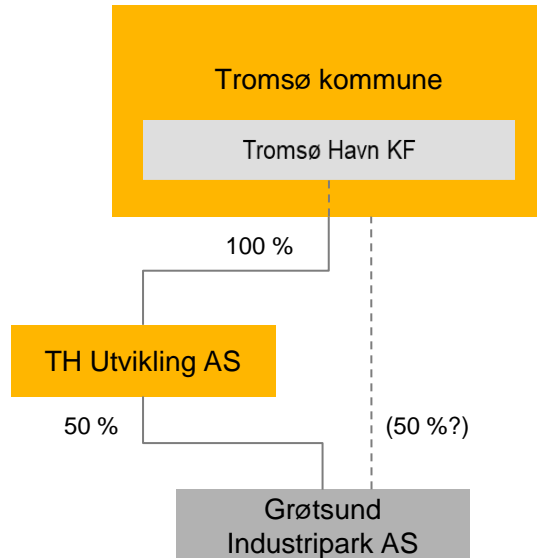 Tromsø kommune
Tromsø Havn KF
100 %
TH Utvikling AS
50 %
(50 %?)
Grøtsund
Industripark AS